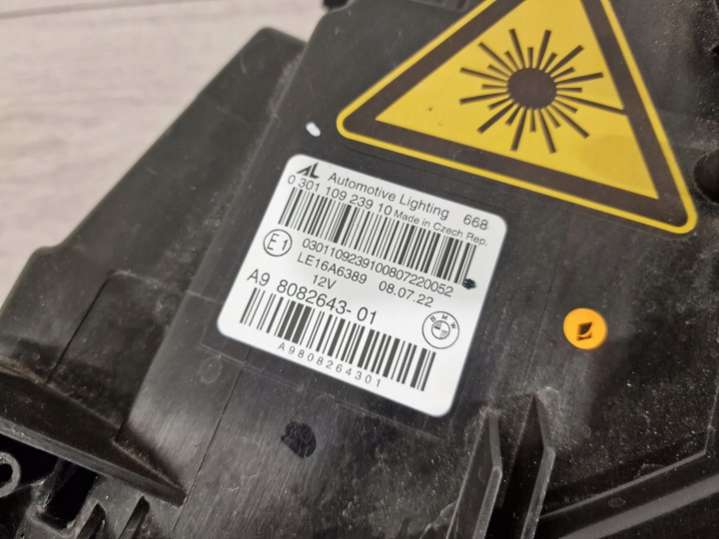 AL Automotive Lighting 668
0 301 109 239 10 Made in Czech Rep.
E1 0301109239100807220052
LE16A6389 08.07.22
12V
A9 8082643-01
BMW
A9808264301